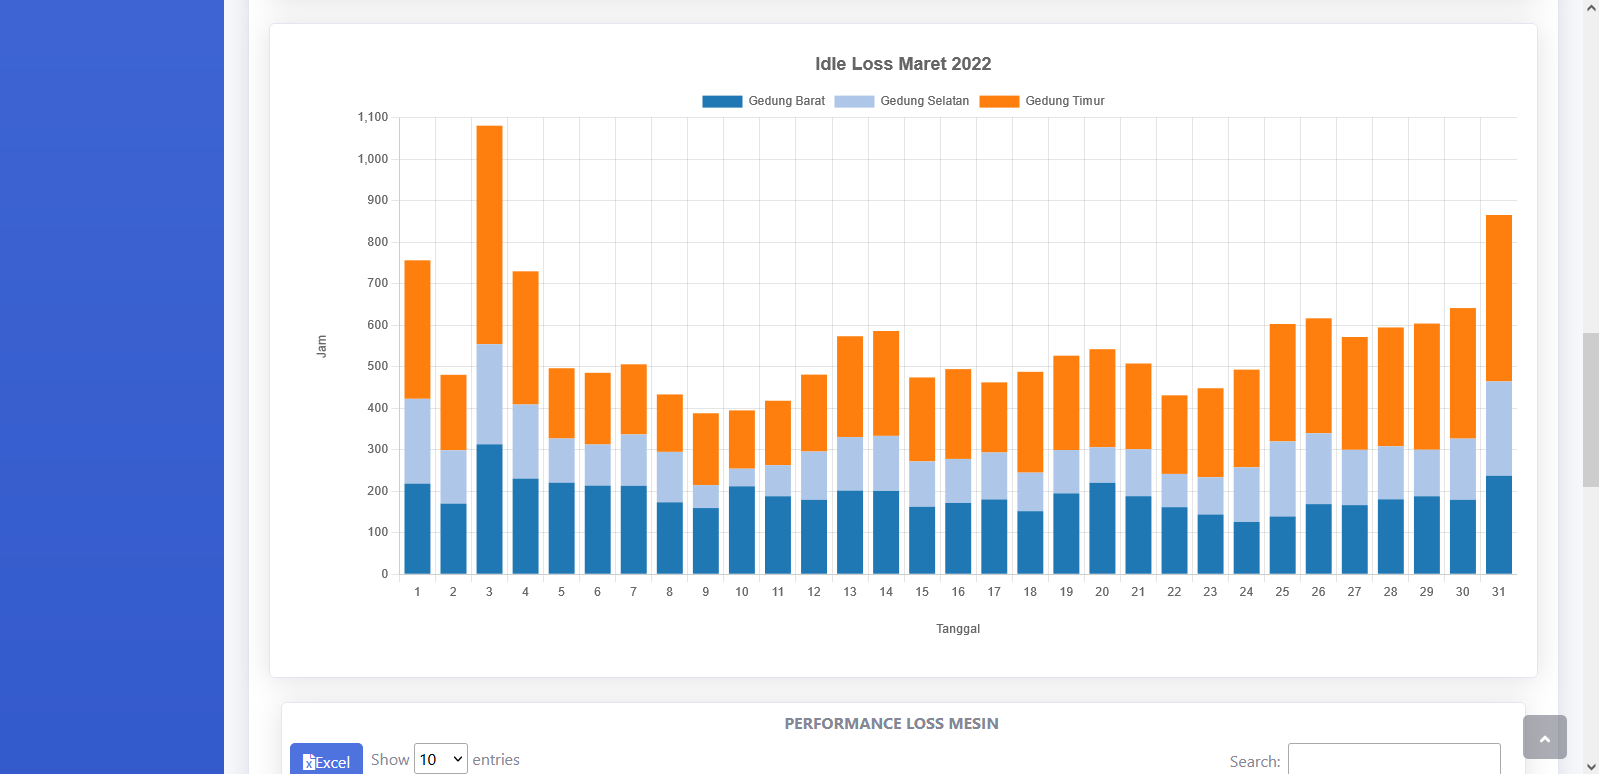 Idle Loss Maret 2022
Gedung Barat Gedung Selatan Gedung Timur
1,100
1,000
900
800
700
600
500
400
300
200
100
0
Jam
1 2 3 4 5 6 7 8 9 10 11 12 13 14 15 16 17 18 19 20 21 22 23 24 25 26 27 28 29 30 31
Tanggal
PERFORMANCE LOSS MESIN
Excel Show 10 entries Search: